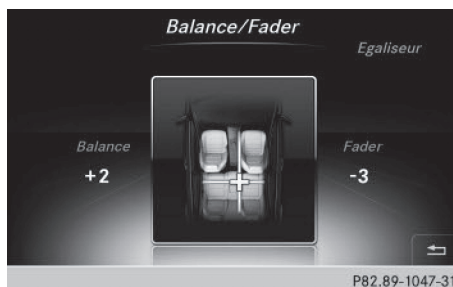 Balance/Fader
Egaliseur
Balance
Fader
+2
-3
P82.89-1047-31